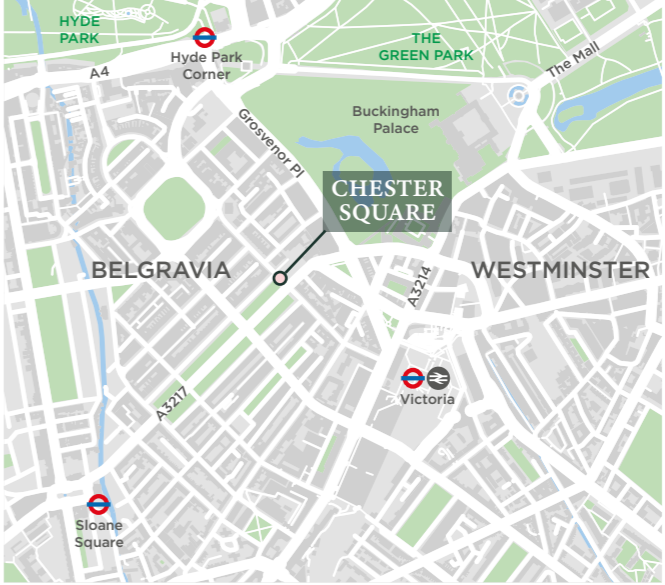 HYDE
PARK
Hyde Park
Corner
THE
GREEN PARK
The Mall
A4
Buckingham
Palace
Grosvenor Pl
CHESTER
SQUARE
BELGRAVIA
WESTMINSTER
A3214
Victoria
A3217
Sloane
Square